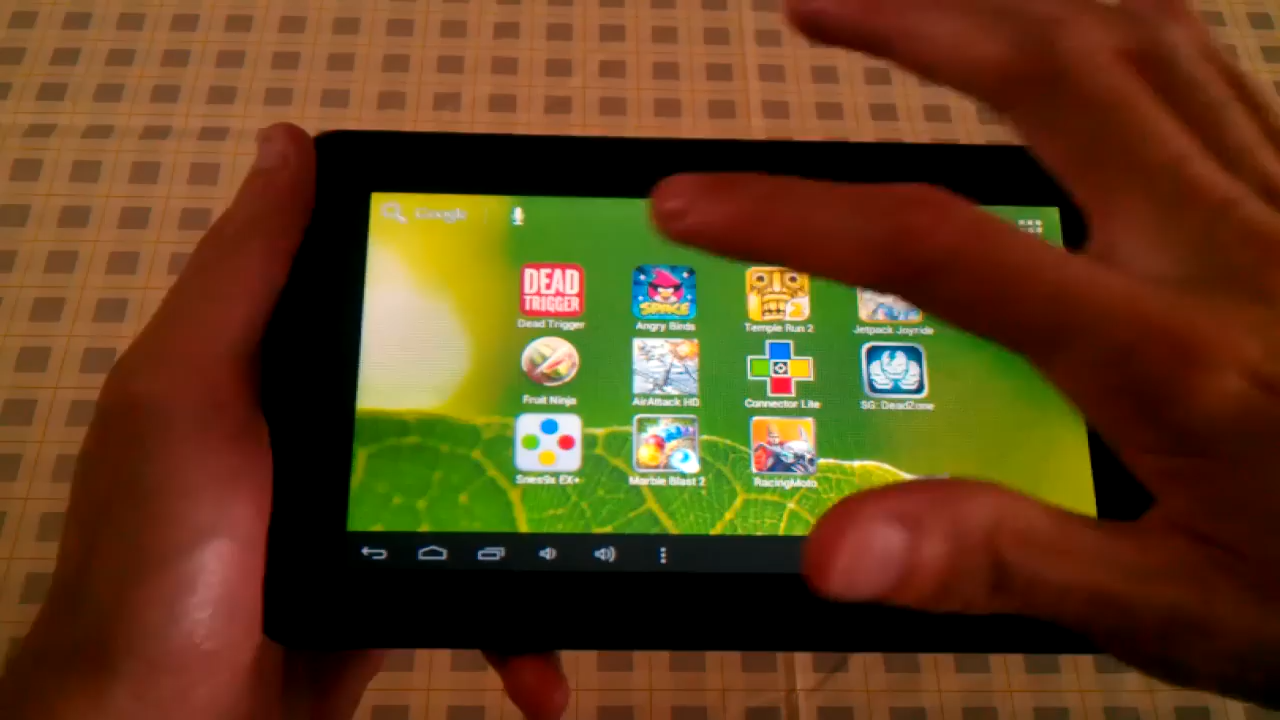 Google
DEAD
TRIGGER
SPACE
2
Dead Trigger
Angry Birds
Temple Run 2
Jetpack Joyride
Fruit Ninja
AirAttack HD
Connector Lite
SG: DeadZone
Snes9x EX+
Marble Blast 2
RacingMoto